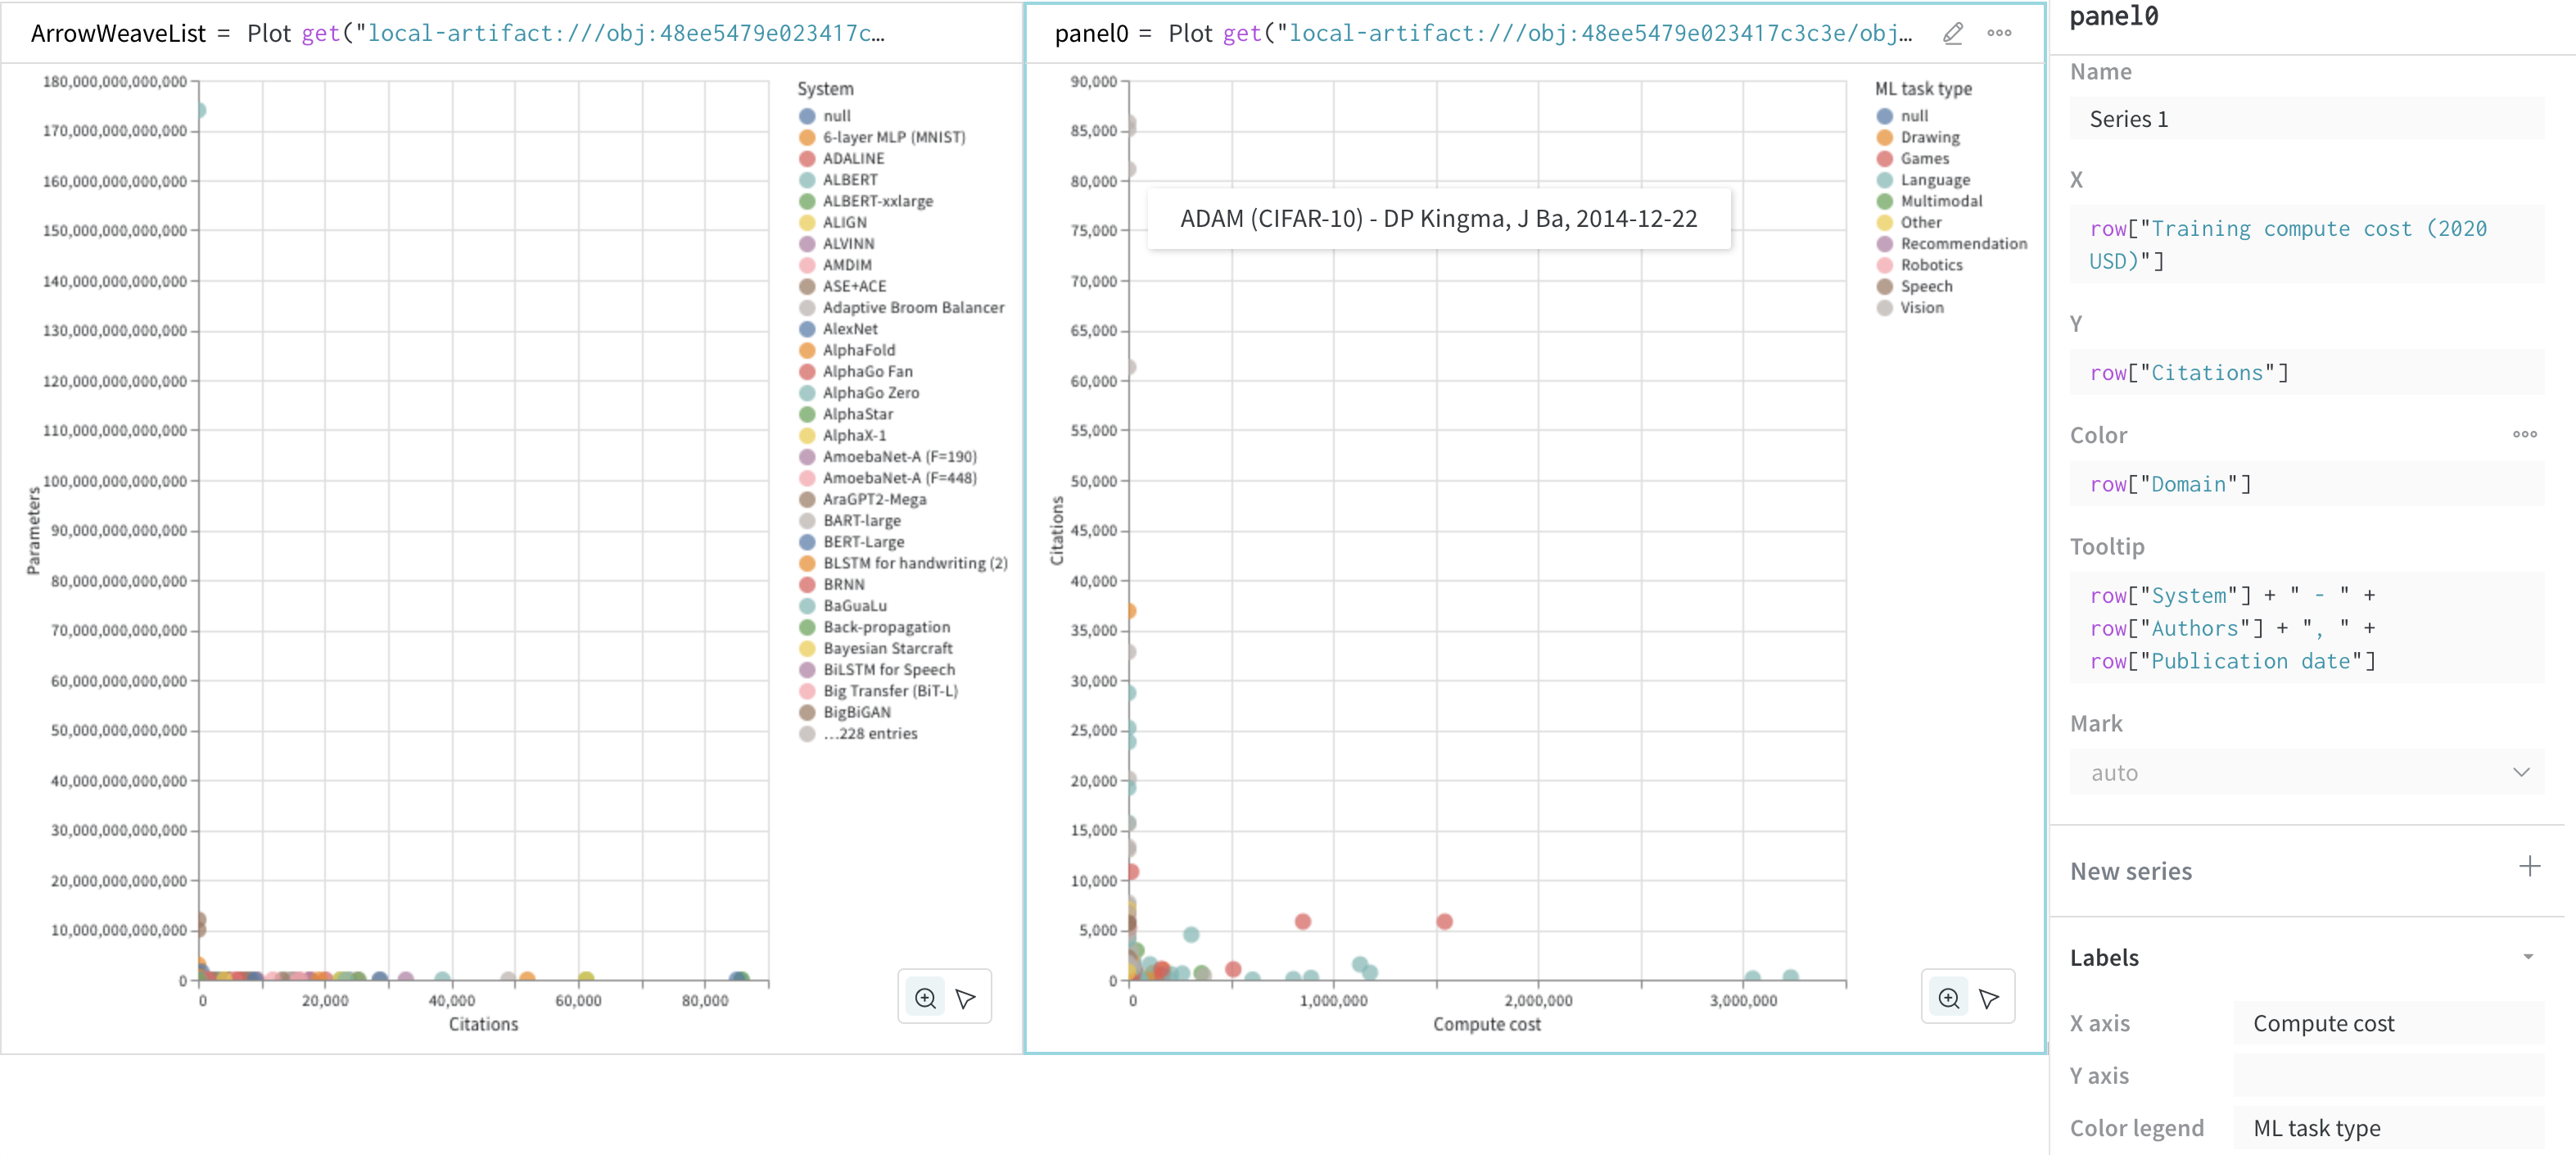 ArrowWeaveList = Plot get("local-artifact:///obj:48ee5479e023417c…
180,000,000,000,000
170,000,000,000,000
160,000,000,000,000
150,000,000,000,000
140,000,000,000,000
130,000,000,000,000
120,000,000,000,000
110,000,000,000,000
100,000,000,000,000
90,000,000,000,000
80,000,000,000,000
70,000,000,000,000
60,000,000,000,000
50,000,000,000,000
40,000,000,000,000
30,000,000,000,000
20,000,000,000,000
10,000,000,000,000
0
Parameters
0 20,000 40,000 60,000 80,000
Citations
System
null
6-layer MLP (MNIST)
ADALINE
ALBERT
ALBERT-xxlarge
ALIGN
ALVINN
AMDIM
ASE+ACE
Adaptive Broom Balancer
AlexNet
AlphaFold
AlphaGo Fan
AlphaGo Zero
AlphaStar
AlphaX-1
AmoebaNet-A (F=190)
AmoebaNet-A (F=448)
AraGPT2-Mega
BART-large
BERT-Large
BLSTM for handwriting (2)
BRNN
BaGuaLu
Back-propagation
Bayesian Starcraft
BiLSTM for Speech
Big Transfer (BiT-L)
BigBiGAN
…228 entries
panel0 = Plot get("local-artifact:///obj:48ee5479e023417c3c3e/obj…
90,000
85,000
80,000
75,000
70,000
65,000
60,000
55,000
50,000
45,000
40,000
35,000
30,000
25,000
20,000
15,000
10,000
5,000
0
Citations
ADAM (CIFAR-10) - DP Kingma, J Ba, 2014-12-22
0 1,000,000 2,000,000 3,000,000
Compute cost
ML task type
null
Drawing
Games
Language
Multimodal
Other
Recommendation
Robotics
Speech
Vision
panel0
Name
Series 1
X
row["Training compute cost (2020
USD)"]
Y
row["Citations"]
Color
row["Domain"]
Tooltip
row["System"] + " - " +
row["Authors"] + ", " +
row["Publication date"]
Mark
auto
New series
Labels
X axis Compute cost
Y axis
Color legend ML task type